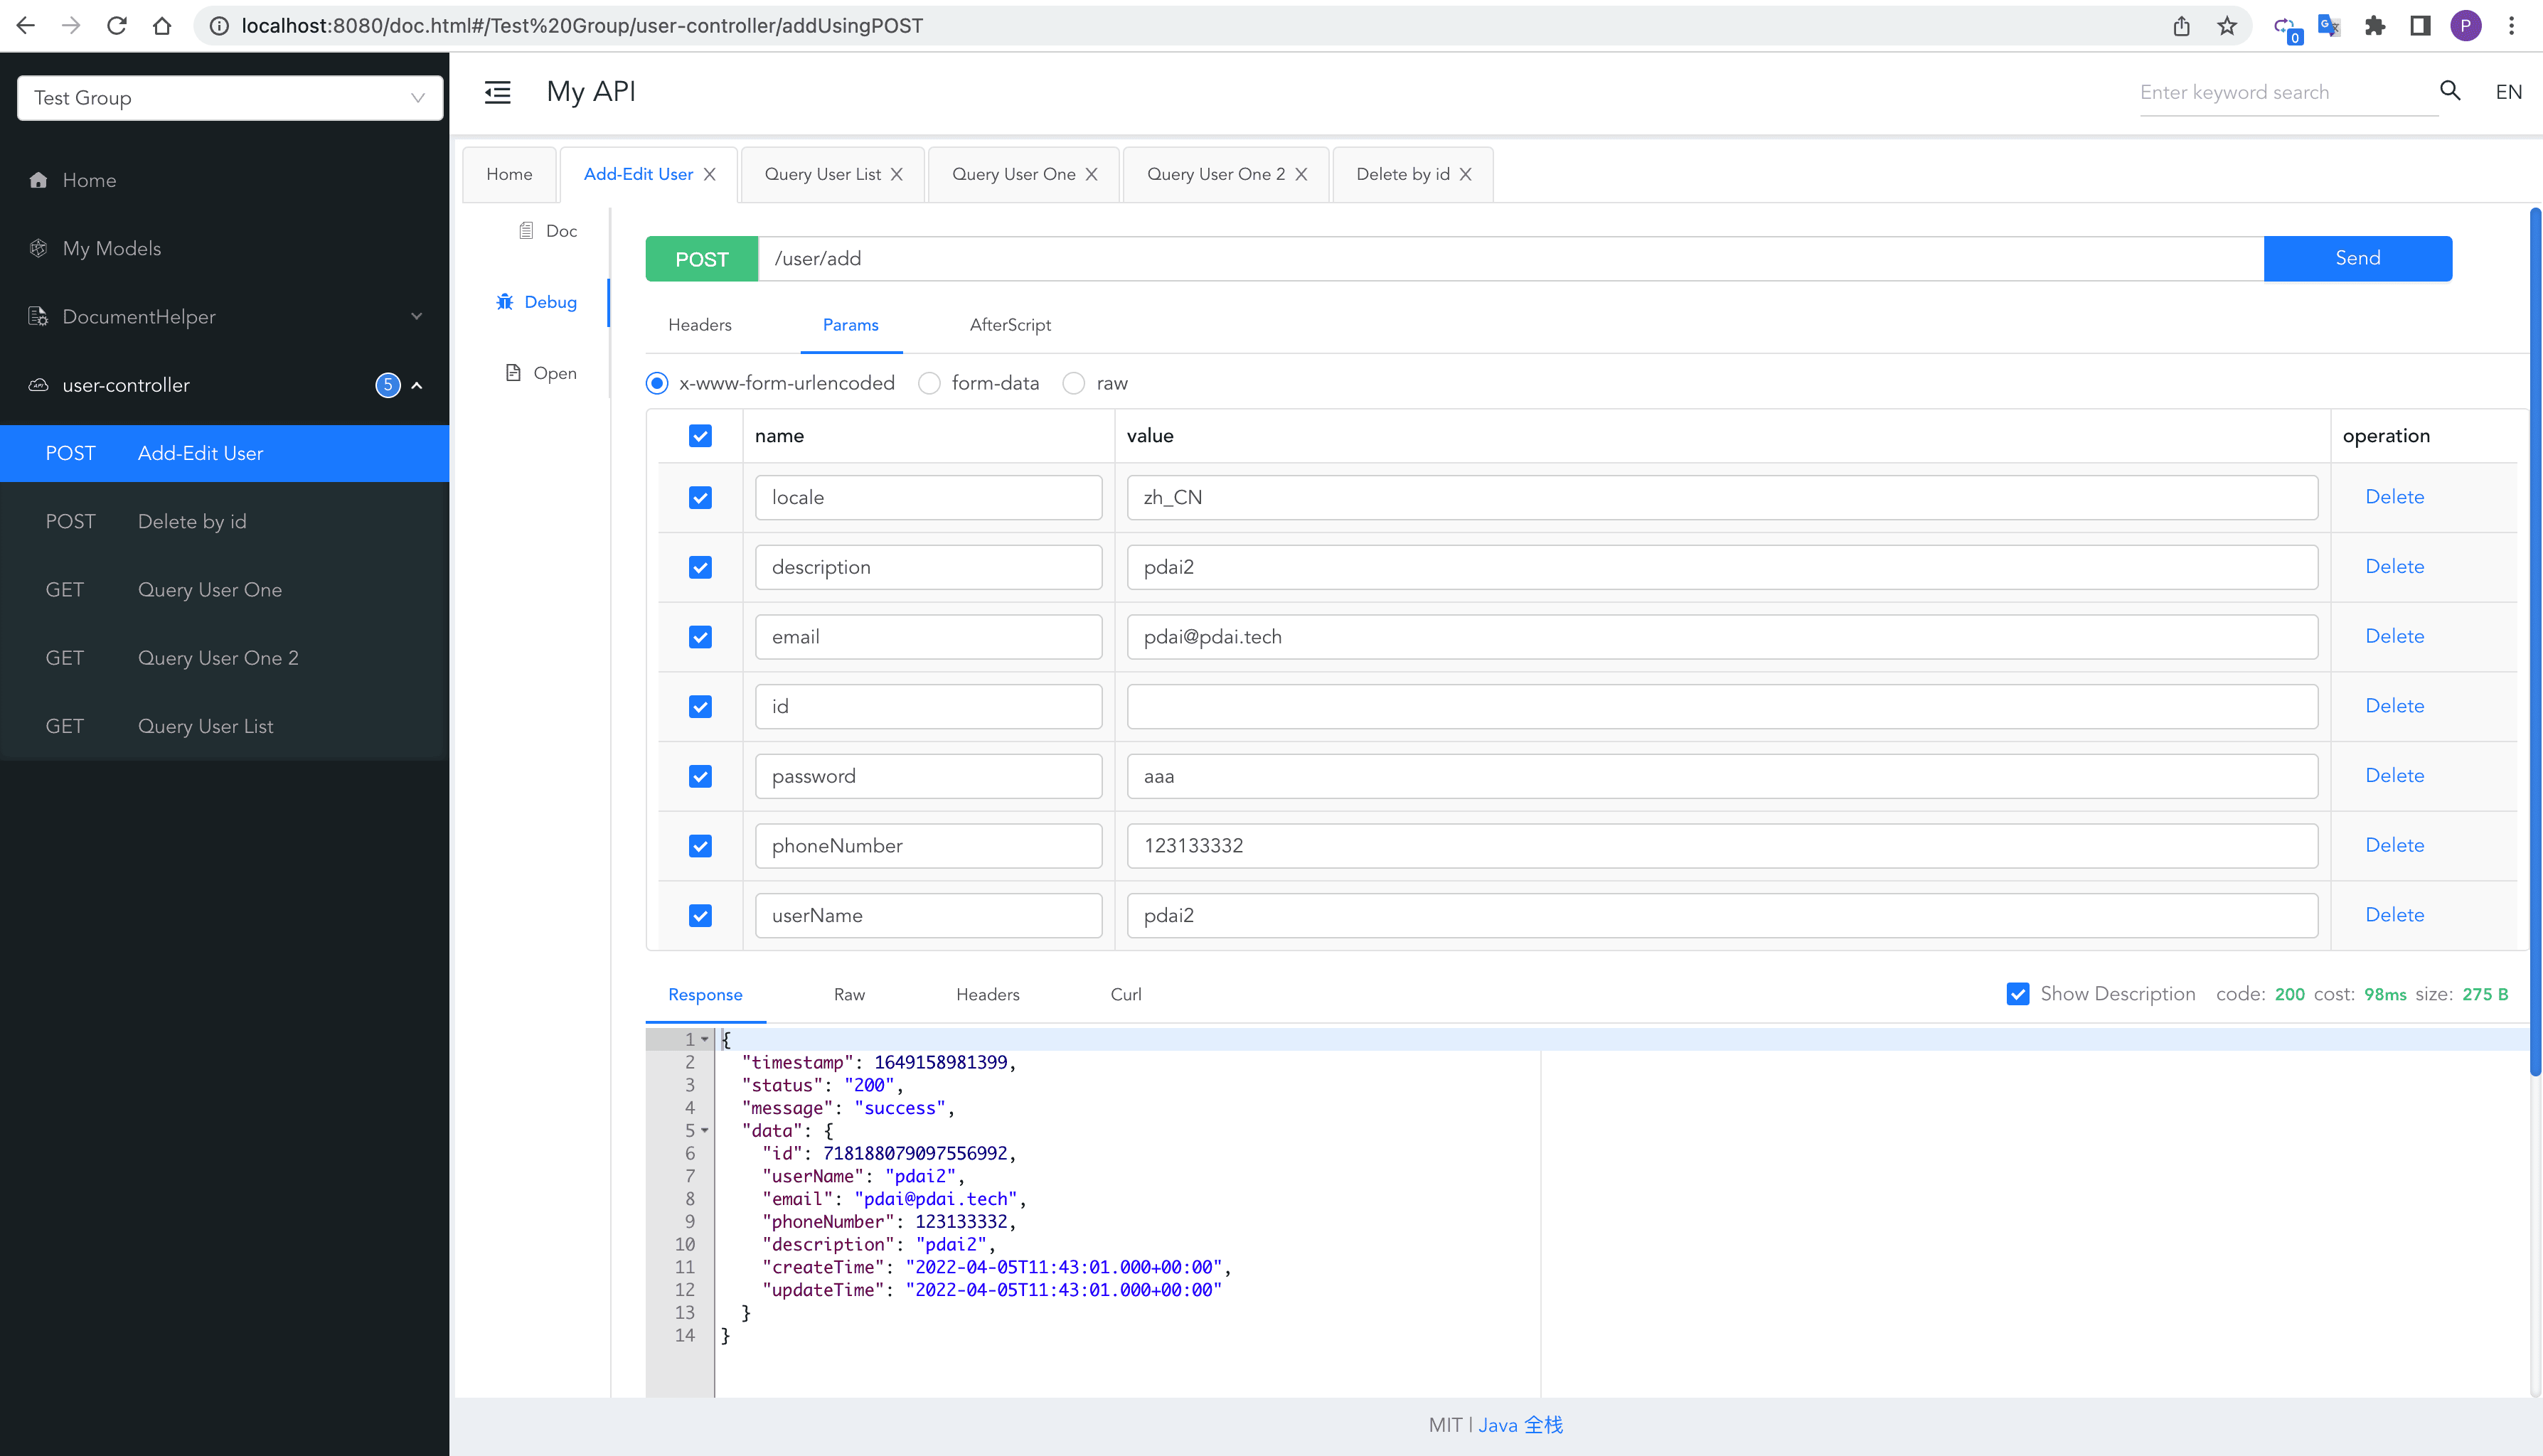 localhost:8080/doc.html#/Test%20Group/user-controller/addUsingPOST
0
P
Test Group
Home
My Models
DocumentHelper
user-controller
5
POST Add-Edit User
POST Delete by id
GET Query User One
GET Query User One 2
GET Query User List
My API
Enter keyword search
EN
Home
Add-Edit User
Query User List
Query User One
Query User One 2
Delete by id
Doc
Debug
Open
POST /user/add Send
Headers Params AfterScript
x-www-form-urlencoded form-data raw
name value operation
locale zh_CN Delete
description pdai2 Delete
email pdai@pdai.tech Delete
id Delete
password aaa Delete
phoneNumber 123133332 Delete
userName pdai2 Delete
Response Raw Headers Curl
Show Description code: 200 cost: 98ms size: 275 B
1 {
2 "timestamp": 1649158981399,
3 "status": "200",
4 "message": "success",
5 "data": {
6 "id": 718188079097556992,
7 "userName": "pdai2",
8 "email": "pdai@pdai.tech",
9 "phoneNumber": 123133332,
10 "description": "pdai2",
11 "createTime": "2022-04-05T11:43:01.000+00:00",
12 "updateTime": "2022-04-05T11:43:01.000+00:00"
13 }
14 }
MIT | Java 全栈